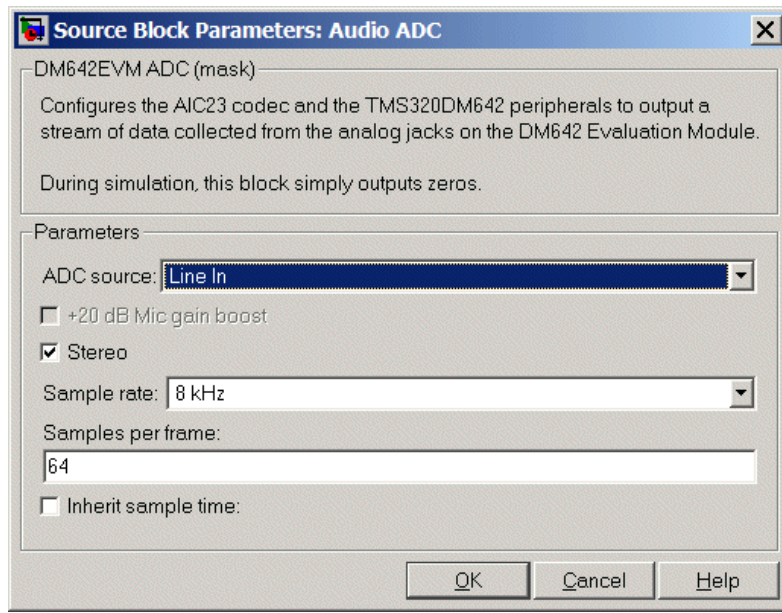 Source Block Parameters: Audio ADC
DM642EVM ADC (mask)
Configures the AIC23 codec and the TMS320DM642 peripherals to output a
stream of data collected from the analog jacks on the DM642 Evaluation Module.
During simulation, this block simply outputs zeros.
Parameters
ADC source: Line In
+20 dB Mic gain boost
Stereo
Sample rate: 8 kHz
Samples per frame:
64
Inherit sample time:
OK Cancel Help